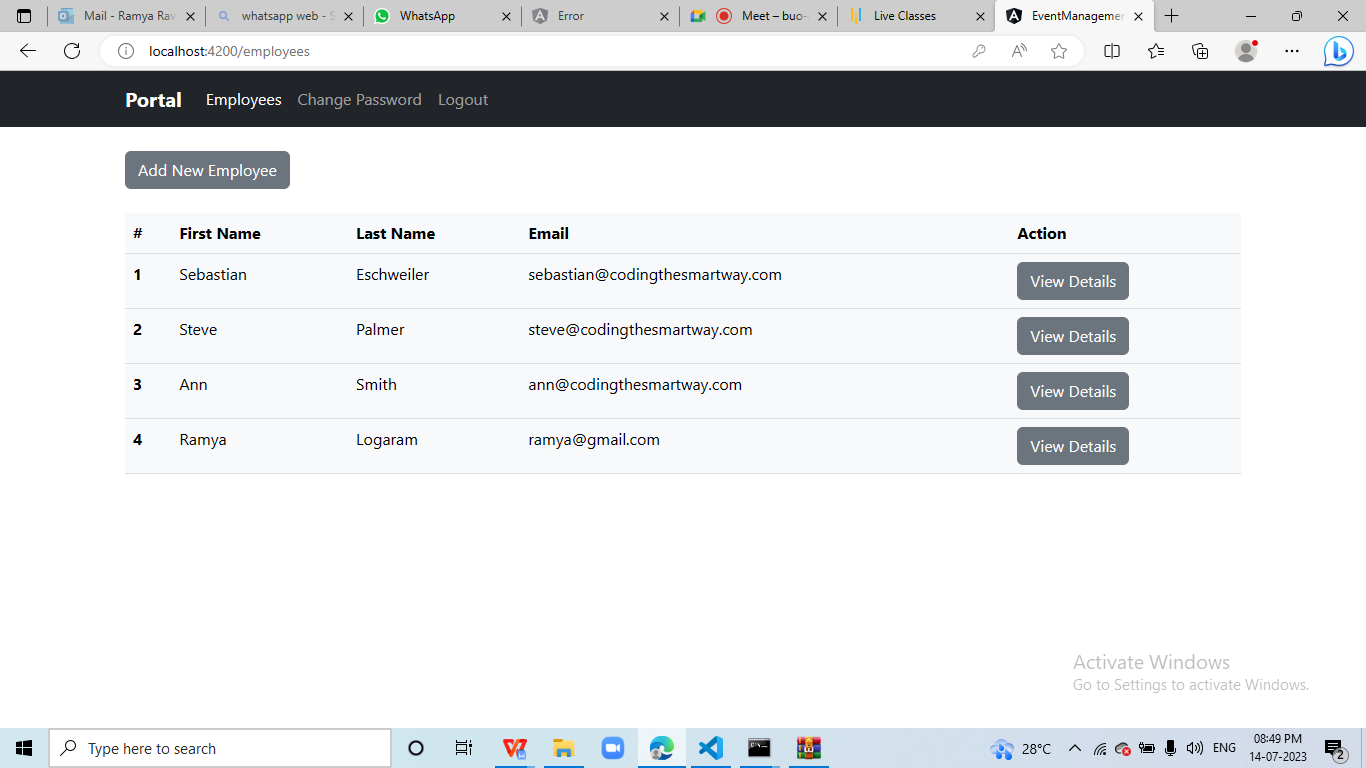 Mail - Ramya Rav
whatsapp web - S
WhatsApp
Error
Meet – buo-
Live Classes
EventManagemen
localhost:4200/employees
Portal Employees Change Password Logout
Add New Employee
# First Name Last Name Email Action
1 Sebastian Eschweiler sebastian@codingthesmartway.com View Details
2 Steve Palmer steve@codingthesmartway.com View Details
3 Ann Smith ann@codingthesmartway.com View Details
4 Ramya Logaram ramya@gmail.com View Details
Activate Windows
Go to Settings to activate Windows.
Type here to search
28°C
ENG
08:49 PM
14-07-2023
2